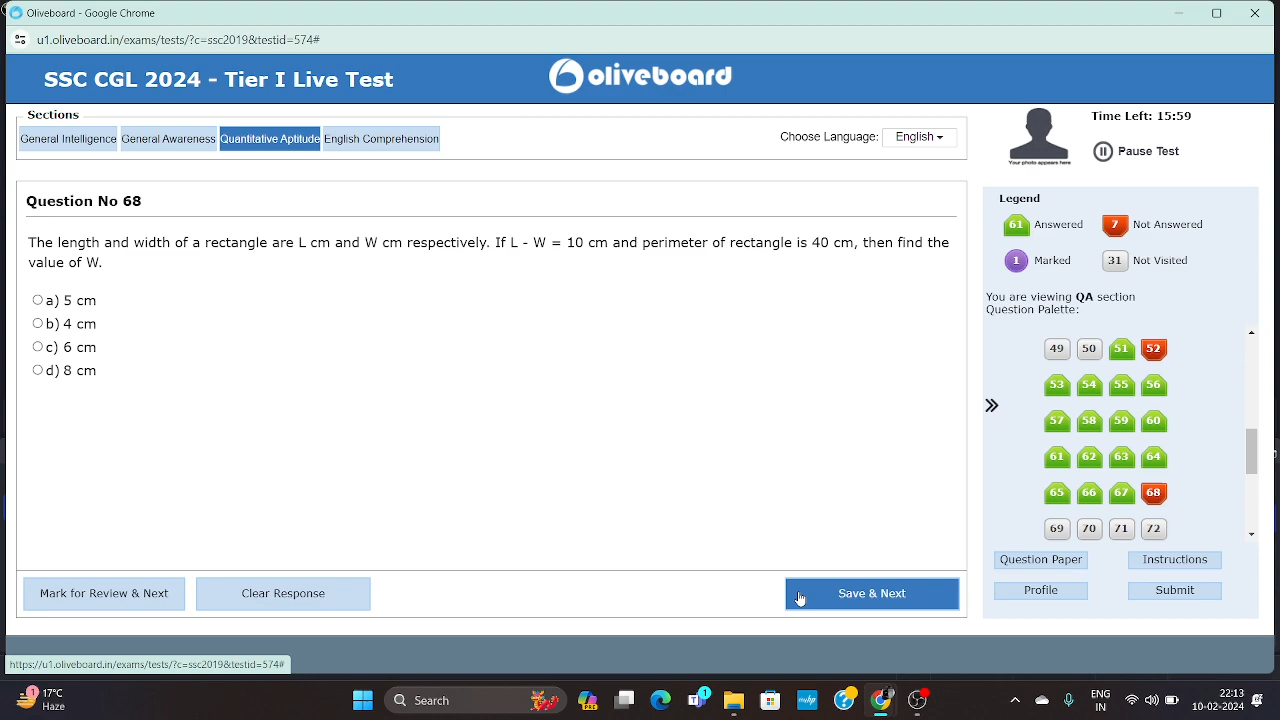 Oliveboard - Google Chrome
u1.oliveboard.in/exams/tests/?c=ssc2019&testid=574#
SSC CGL 2024 - Tier I Live Test
oliveboard
Sections
General Intelligence
General Awareness
Quantitative Aptitude
English Comprehension
Choose Language:
English
Your photo appears here
Time Left: 15:59
Pause Test
Question No 68
The length and width of a rectangle are L cm and W cm respectively. If L - W = 10 cm and perimeter of rectangle is 40 cm, then find the
value of W.
a) 5 cm
b) 4 cm
c) 6 cm
d) 8 cm
Mark for Review & Next
Clear Response
Save & Next
Legend
61 Answered
7 Not Answered
1 Marked
31 Not Visited
You are viewing QA section
Question Palette:
49 50 51 52
53 54 55 56
57 58 59 60
61 62 63 64
65 66 67 68
69 70 71 72
Question Paper
Instructions
Profile
Submit
https://u1.oliveboard.in/exams/tests/?c=ssc2019&testid=574#
1
17°C
Haze
Search
1
ENG
IN
22:13
10-02-2024